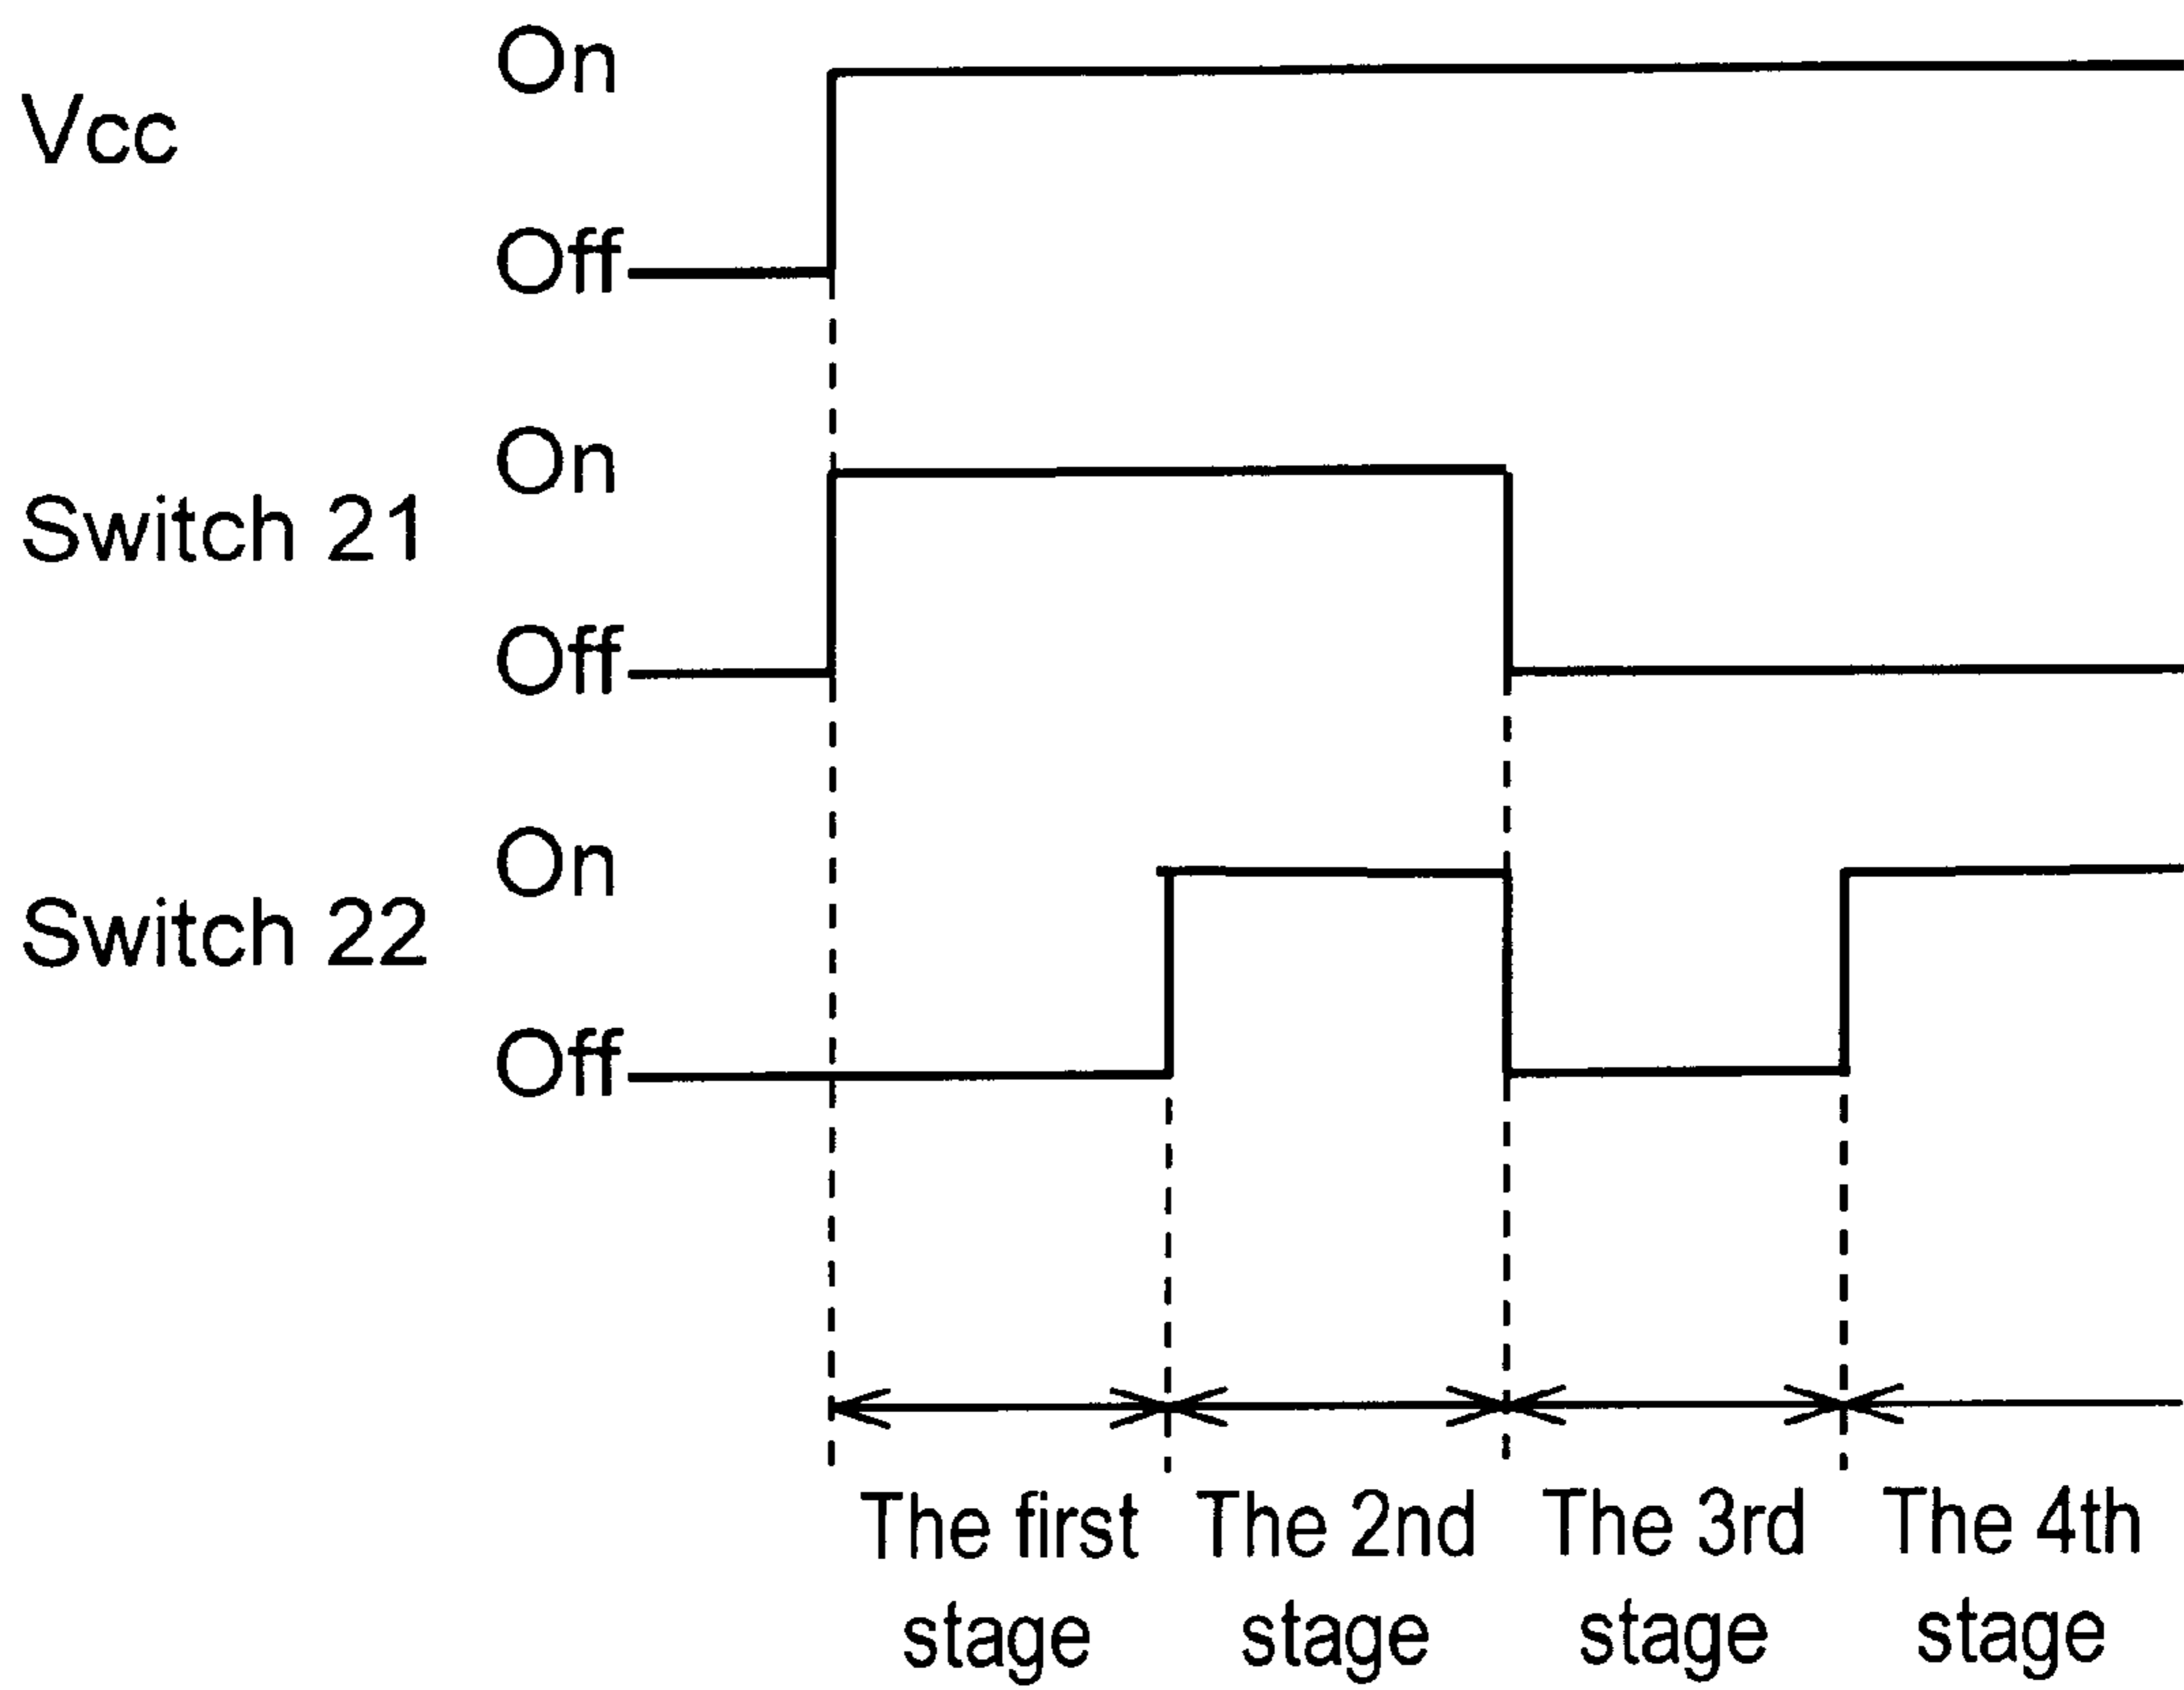 On
Vcc
Off
On
Switch 21
Off
On
Switch 22
Off
The first stage
The 2nd stage
The 3rd stage
The 4th stage